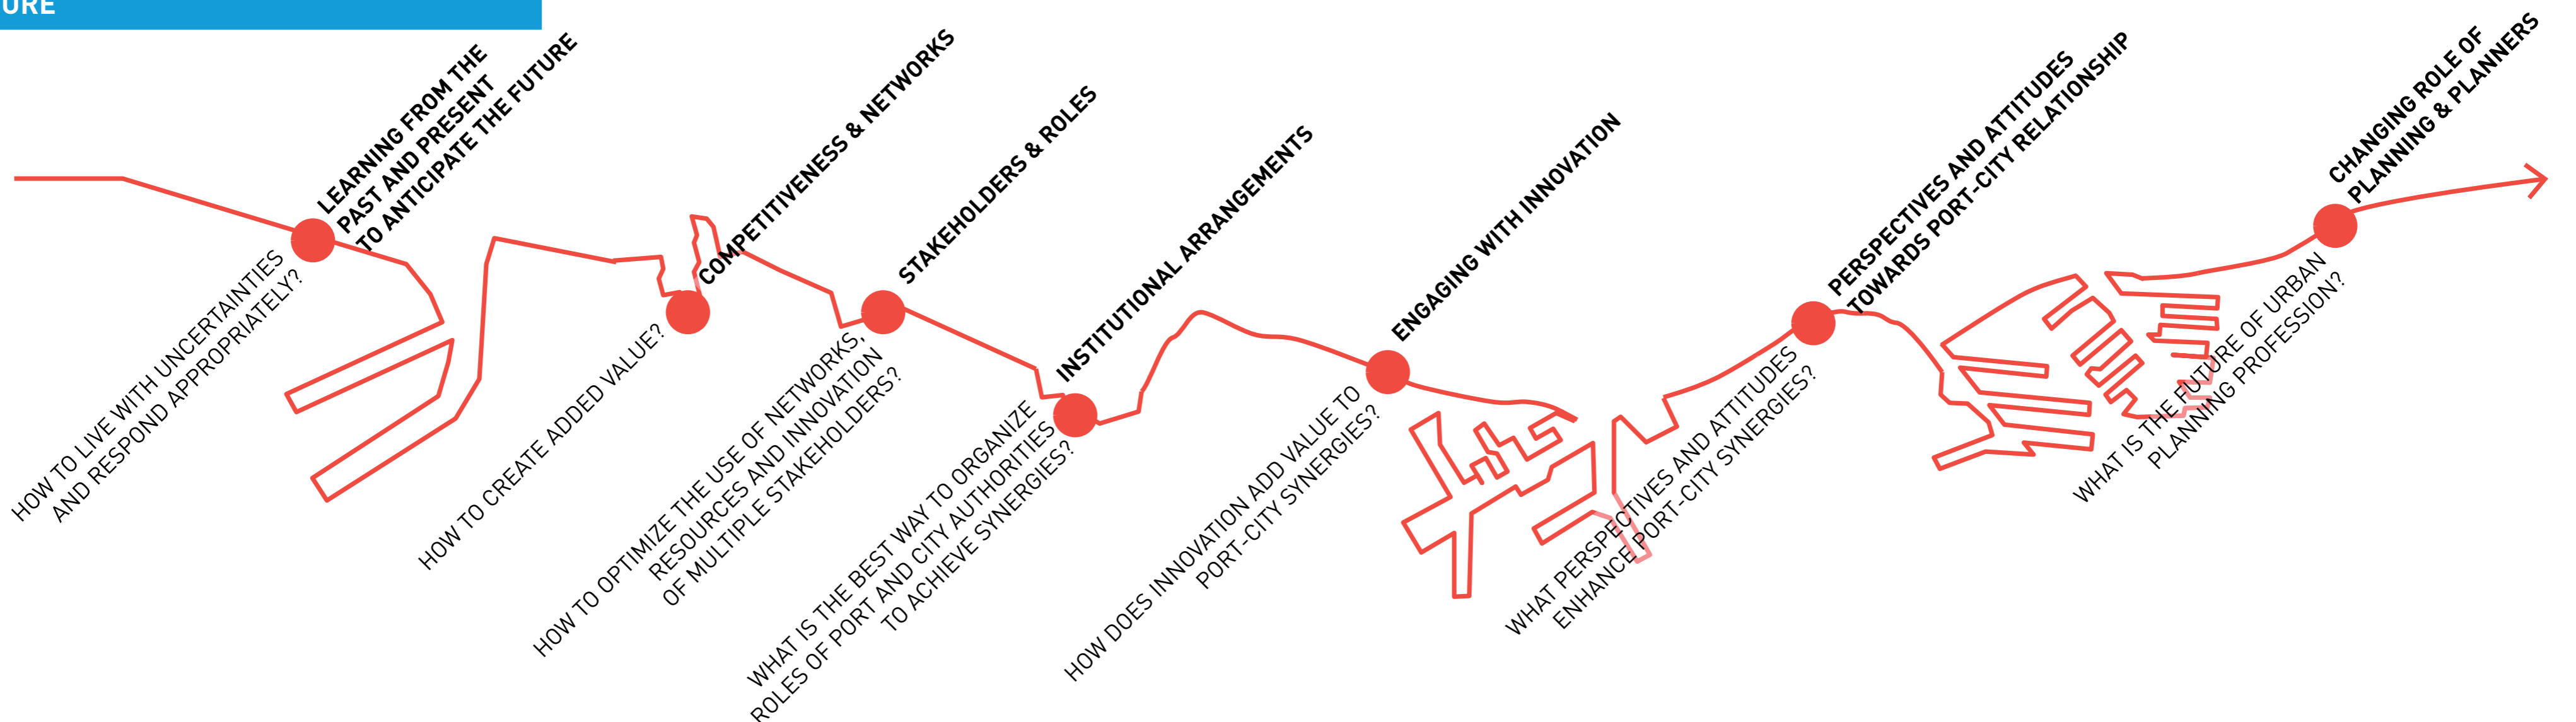 URE
LEARNING FROM THE
PAST AND PRESENT
TO ANTICIPATE THE FUTURE
HOW TO LIVE WITH UNCERTAINTIES
AND RESPOND APPROPRIATELY?
COMPETITIVENESS & NETWORKS
HOW TO CREATE ADDED VALUE?
STAKEHOLDERS & ROLES
HOW TO OPTIMIZE THE USE OF NETWORKS,
RESOURCES AND INNOVATION
OF MULTIPLE STAKEHOLDERS?
INSTITUTIONAL ARRANGEMENTS
WHAT IS THE BEST WAY TO ORGANIZE
ROLES OF PORT AND CITY AUTHORITIES
TO ACHIEVE SYNERGIES?
ENGAGING WITH INNOVATION
HOW DOES INNOVATION ADD VALUE TO
PORT-CITY SYNERGIES?
PERSPECTIVES AND ATTITUDES
TOWARDS PORT-CITY RELATIONSHIP
WHAT PERSPECTIVES AND ATTITUDES
ENHANCE PORT-CITY SYNERGIES?
CHANGING ROLE OF
PLANNING & PLANNERS
WHAT IS THE FUTURE OF URBAN
PLANNING PROFESSION?